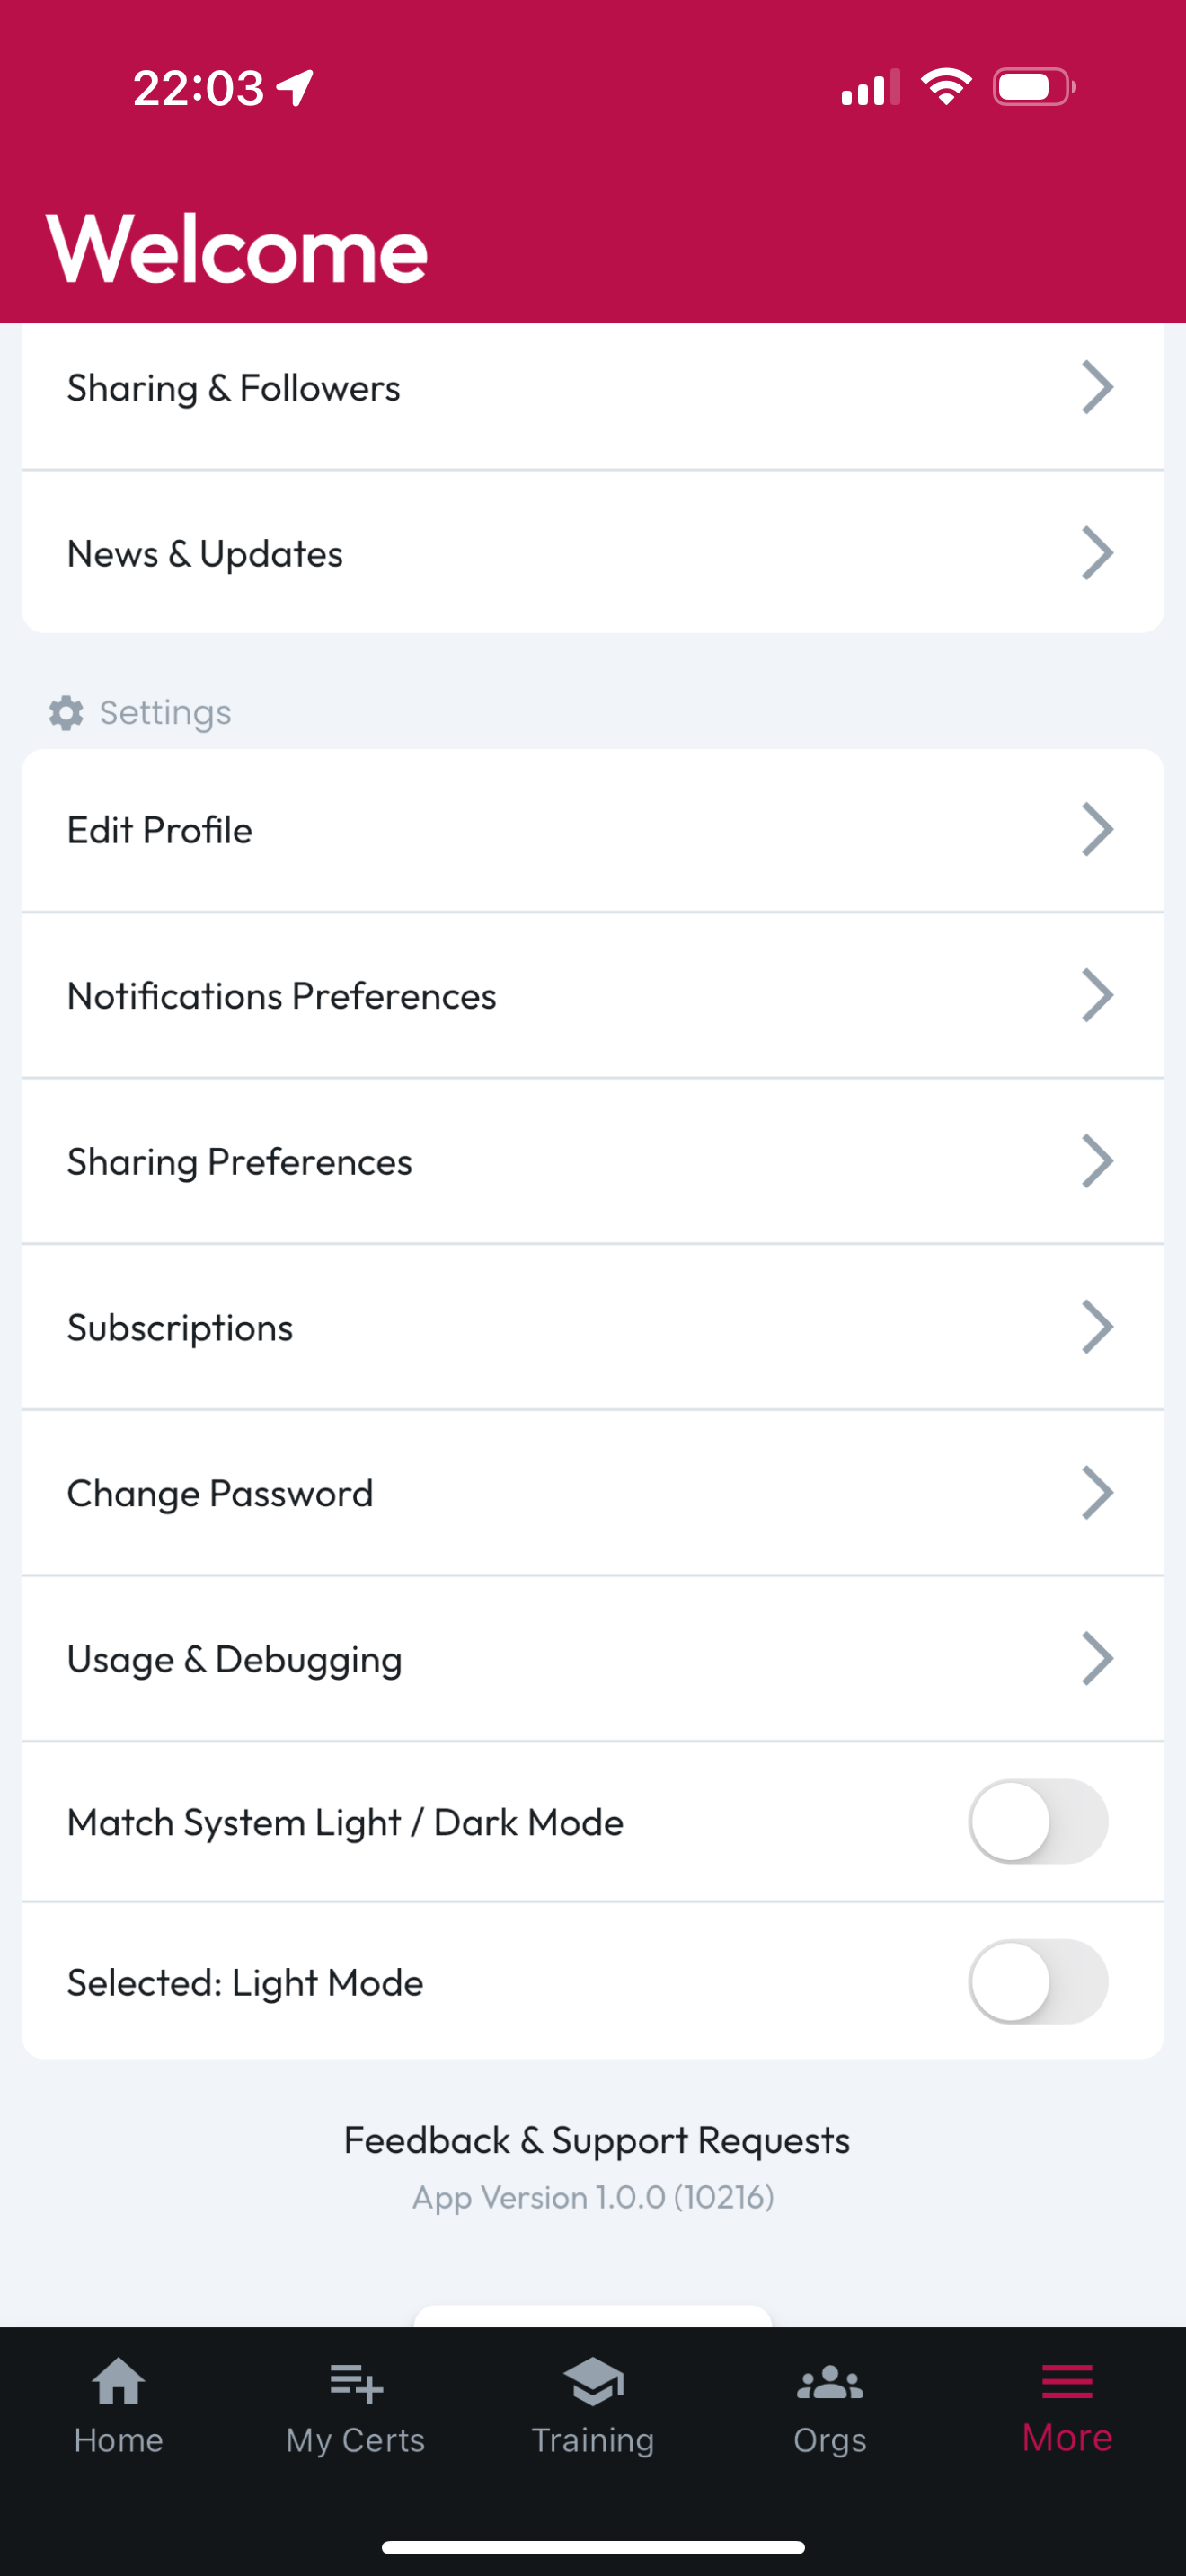 22:03
Welcome
Sharing & Followers
News & Updates
Settings
Edit Profile
Notifications Preferences
Sharing Preferences
Subscriptions
Change Password
Usage & Debugging
Match System Light / Dark Mode
Selected: Light Mode
Feedback & Support Requests
App Version 1.0.0 (10216)
Home
My Certs
Training
Orgs
More